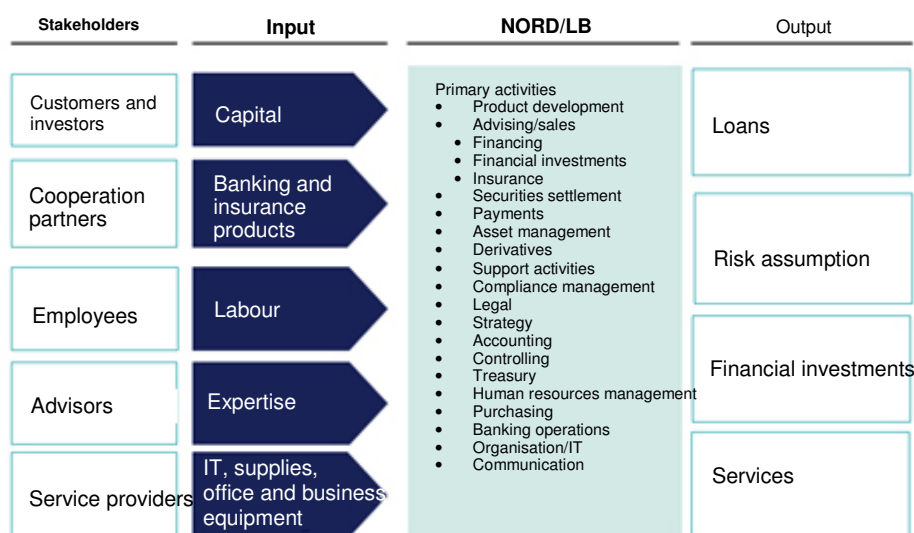 Stakeholders
Input
NORD/LB
Output
Customers and
investors
Capital
Cooperation
partners
Banking and
insurance
products
Employees
Labour
Advisors
Expertise
Service providers
IT, supplies,
office and business
equipment
Primary activities
• Product development
• Advising/sales
• Financing
• Financial investments
• Insurance
• Securities settlement
• Payments
• Asset management
• Derivatives
• Support activities
• Compliance management
• Legal
• Strategy
• Accounting
• Controlling
• Treasury
• Human resources management
• Purchasing
• Banking operations
• Organisation/IT
• Communication
Loans
Risk assumption
Financial investments
Services